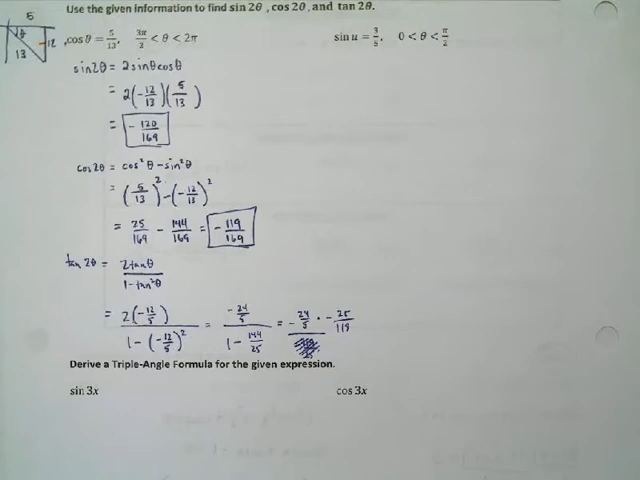 Use the given information to find sin 2θ , cos 2θ, and tan 2θ.
5
θ
-12
13
, cos θ = 5/13, 3π/2 < θ < 2π
sin u = 3/5, 0 < θ < π/2
sin2θ = 2sinθcosθ
= 2(-12/13)(5/13)
= -120/169
cos2θ = cos²θ - sin²θ
= (5/13)² - (-12/13)²
= 25/169 - 144/169 = -119/169
tan 2θ = 2tanθ/1-tan²θ
= 2(-12/5)/1-(-12/5)² = -24/5/1-144/25 = -24/5 · -25/119
Derive a Triple-Angle Formula for the given expression.
sin 3x
cos 3x